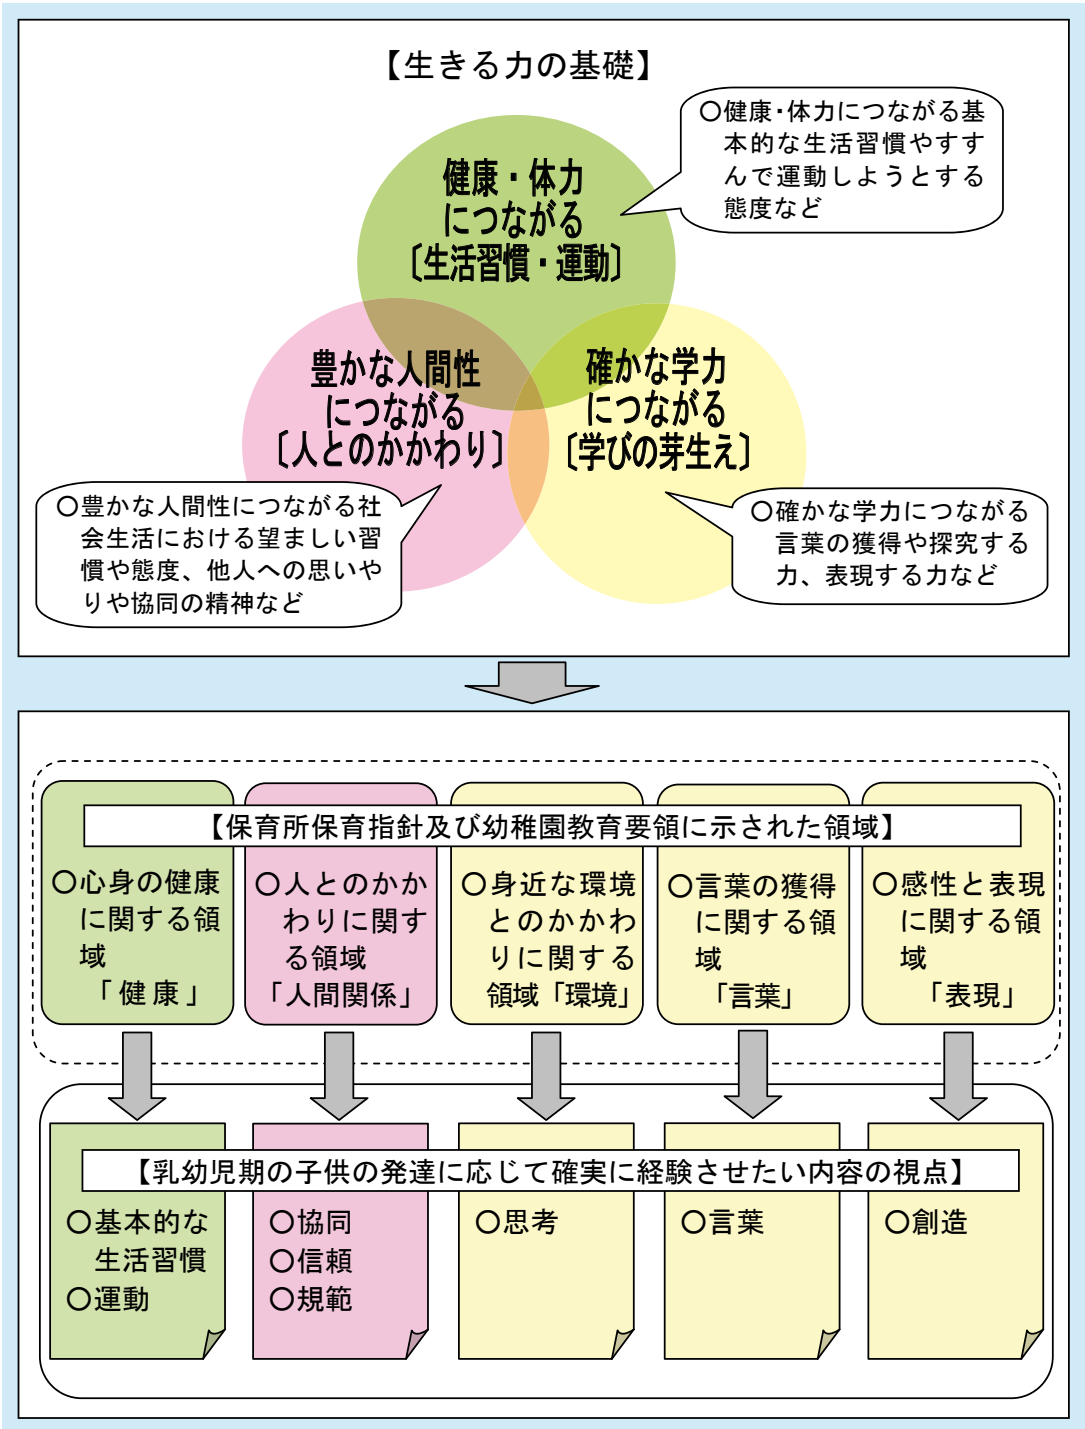 【生きる力の基礎】
〇健康・体力につながる基
本的な生活習慣やすす
んで運動しようとする
態度など
健康・体力
につながる
〔生活習慣・運動〕
豊かな人間性
につながる
〔人とのかかわり〕
確かな学力
につながる
〔学びの芽生え〕
〇豊かな人間性につながる社
会生活における望ましい習
慣や態度、他人への思いや
りや協同の精神など
〇確かな学力につながる
言葉の獲得や探究する
力、表現する力など
【保育所保育指針及び幼稚園教育要領に示された領域】
〇心身の健康
に関する領
域
「健康」
〇人とのかか
わりに関す
る領域
「人間関係」
〇身近な環境
とのかかわ
りに関する
領域「環境」
〇言葉の獲得
に関する領
域
「言葉」
〇感性と表現
に関する領
域
「表現」
【乳幼児期の子供の発達に応じて確実に経験させたい内容の視点】
〇基本的な
生活習慣
〇運動
〇協同
〇信頼
〇規範
〇思考
〇言葉
〇創造